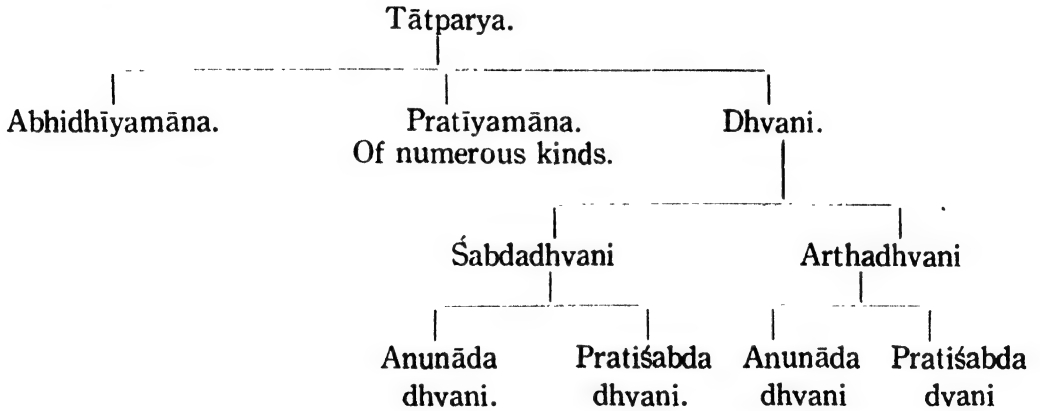 Tātparya.
Abhidhīyamāna. Pratīyamāna. Dhvani.
Of numerous kinds.
Śabdadhvani Arthadhvani
Anunāda Pratiśabda Anunāda Pratiśabda
dhvani. dhvani. dhvani dvani